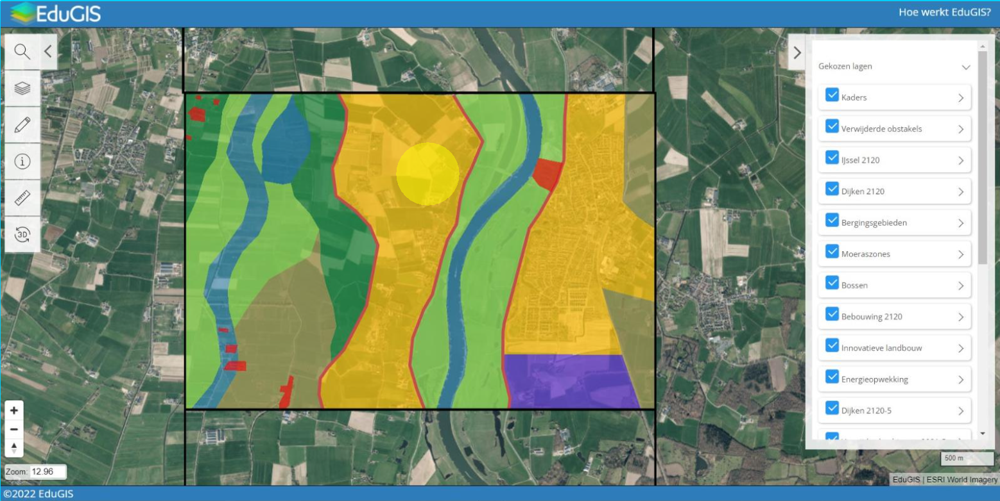 EduGIS
Hoe werkt EduGIS?
3D
Gekozen lagen
Kaders
Verwijderde obstakels
IJssel 2120
Dijken 2120
Bergingsgebieden
Moeraszones
Bossen
Bebouwing 2120
Innovatieve landbouw
Energieopwekking
Dijken 2120-5
Zoom: 12.96
500 m
EduGIS | ESRI World Imagery
©2022 EduGIS